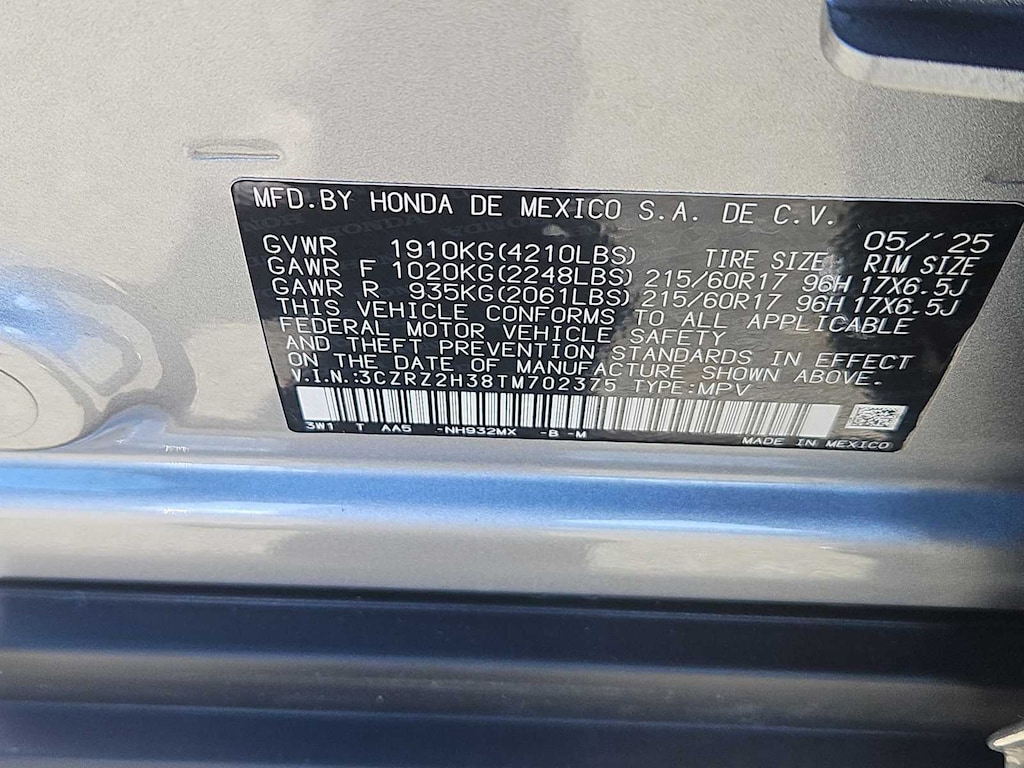 MFD.BY HONDA DE MEXICO S.A. DE C.V.
05/'25
GVWR 1910KG(4210LBS) TIRE SIZE RIM SIZE
GAWR F 1020KG(2248LBS) 215/60R17 96H 17X6.5J
GAWR R 935KG(2061LBS) 215/60R17 96H 17X6.5J
THIS VEHICLE CONFORMS TO ALL APPLICABLE
FEDERAL MOTOR VEHICLE SAFETY
AND THEFT PREVENTION STANDARDS IN EFFECT
ON THE DATE OF MANUFACTURE SHOWN ABOVE.
V.I.N.:3CZRZ2H38TM702375 TYPE:MPV
3W1 T AA5 -NH932MX -B -M
MADE IN MEXICO